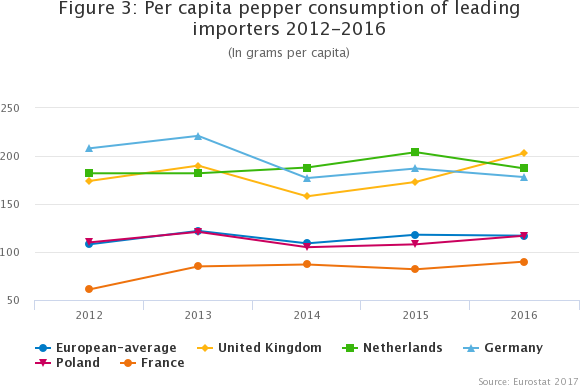 Figure 3: Per capita pepper consumption of leading
importers 2012-2016
(In grams per capita)
250
200
150
100
50
2012 2013 2014 2015 2016
European-average United Kingdom Netherlands Germany
Poland France
Source: Eurostat 2017